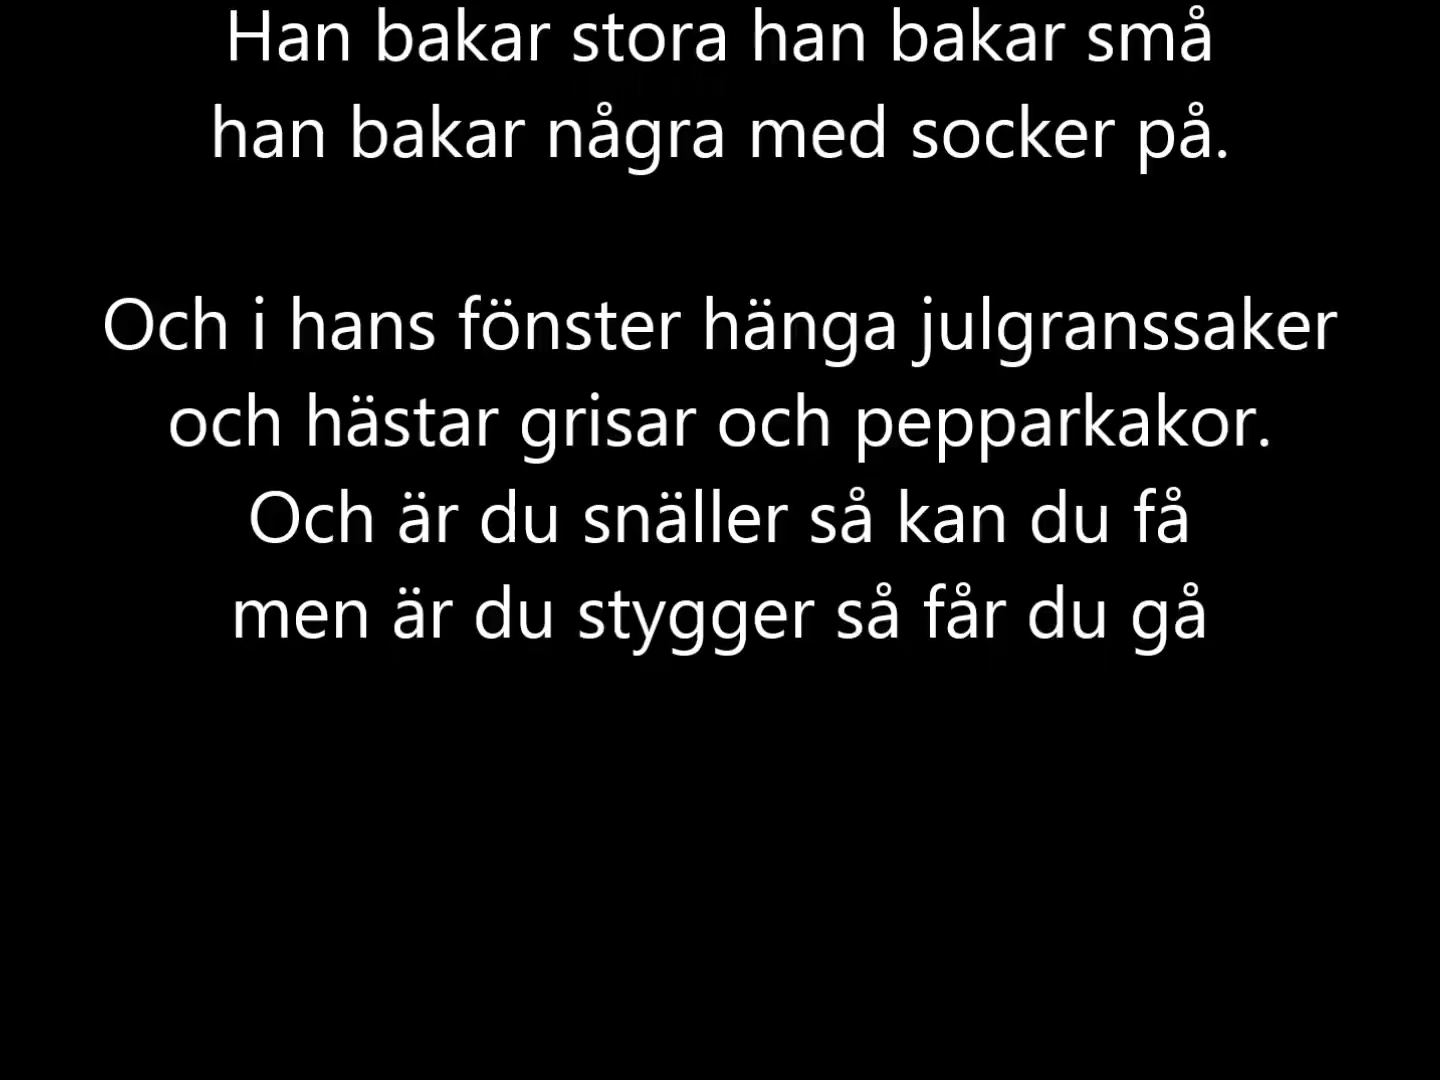 Han bakar stora han bakar små
han bakar några med socker på.
Och i hans fönster hänga julgranssaker
och hästar grisar och pepparkakor.
Och är du snäller så kan du få
men är du stygger så får du gå